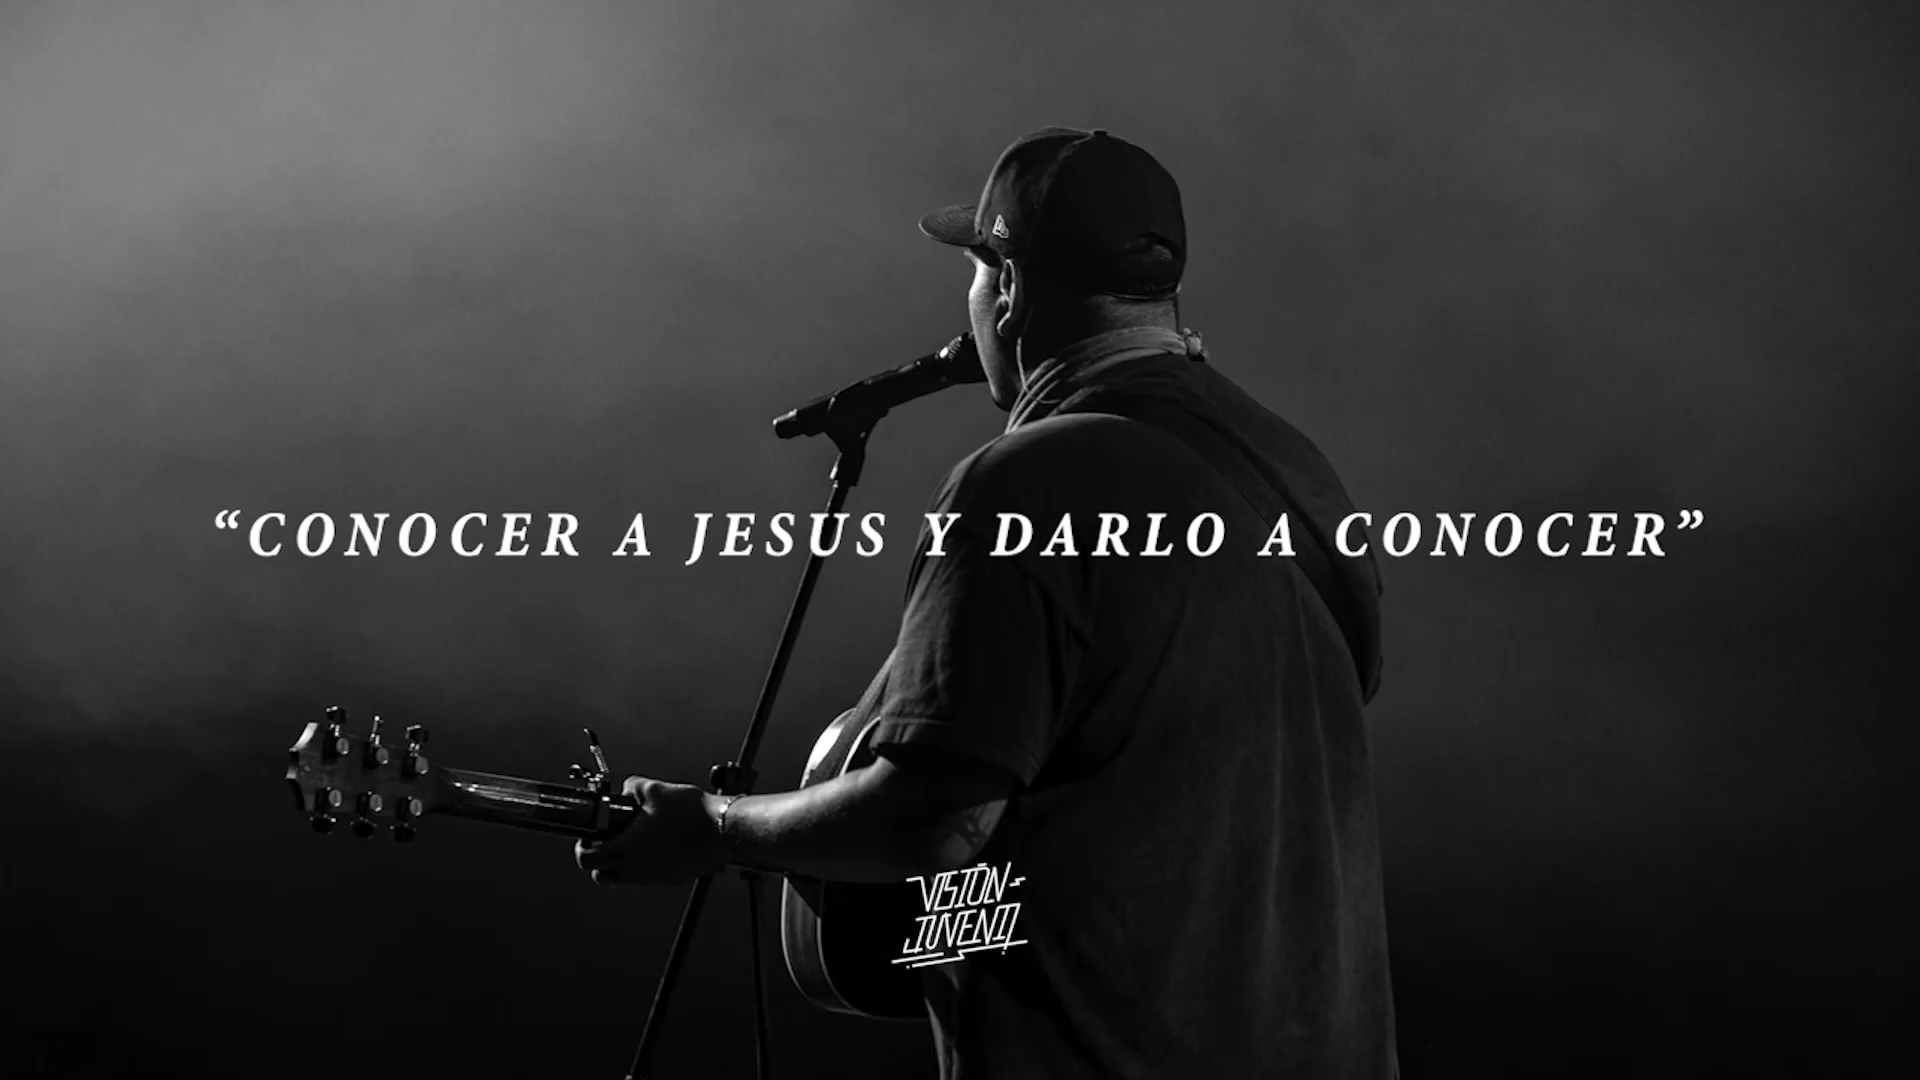 “CONOCER A JESUS Y DARLO A CONOCER”
VISIÓN
JUVENIL